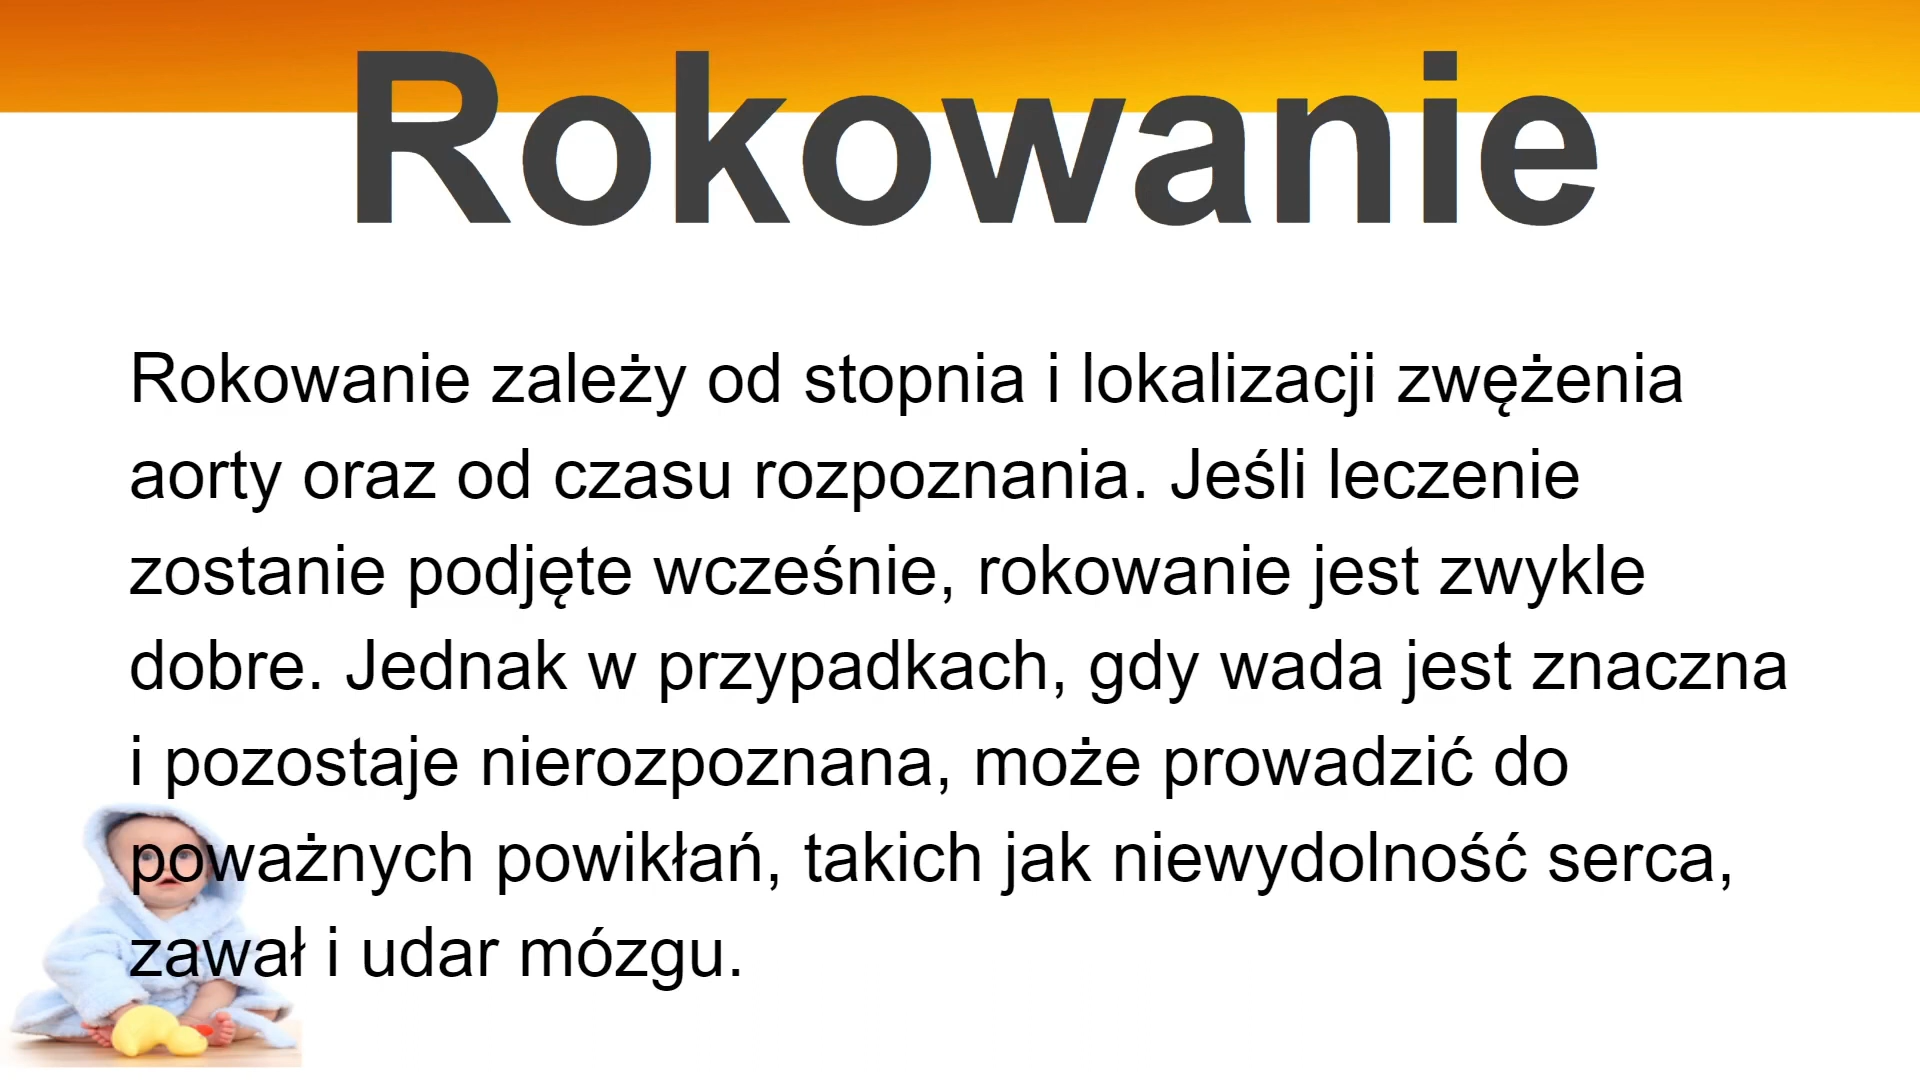 Rokowanie
Rokowanie zależy od stopnia i lokalizacji zwężenia
aorty oraz od czasu rozpoznania. Jeśli leczenie
zostanie podjęte wcześnie, rokowanie jest zwykle
dobre. Jednak w przypadkach, gdy wada jest znaczna
i pozostaje nierozpoznana, może prowadzić do
poważnych powikłań, takich jak niewydolność serca,
zawał i udar mózgu.